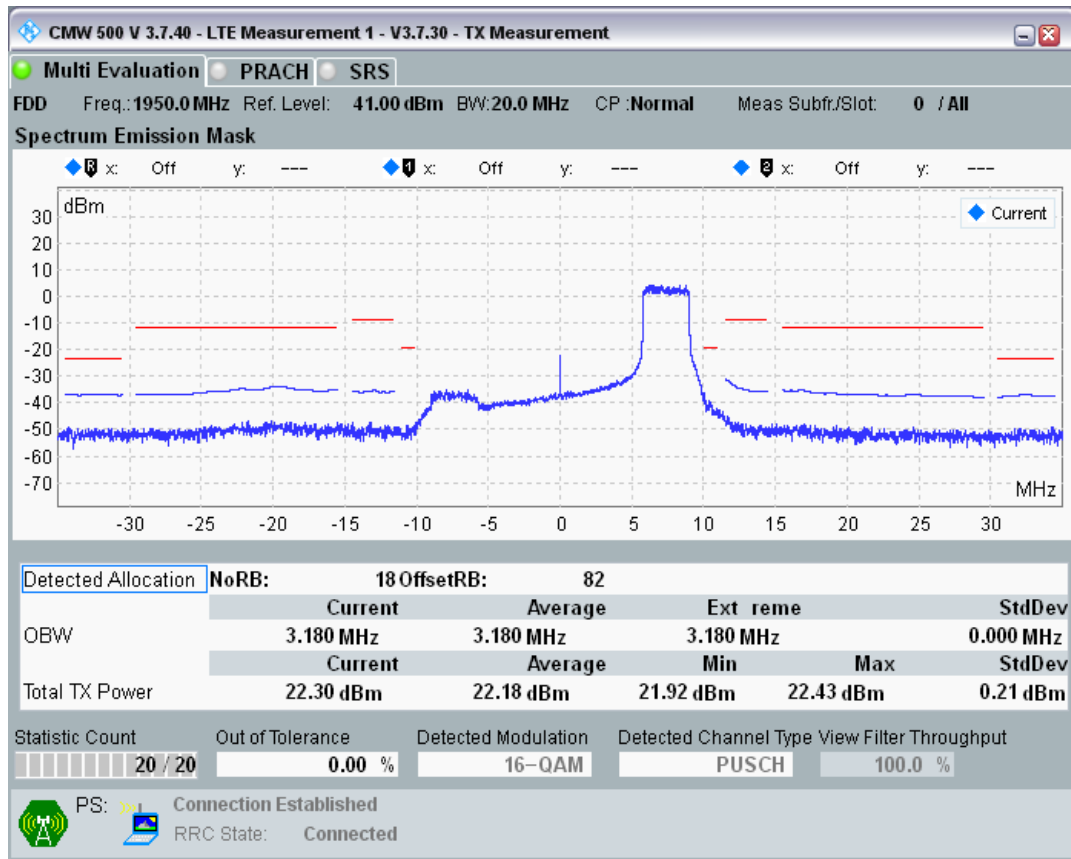 CMW 500 V 3.7.40 - LTE Measurement 1 - V3.7.30 - TX Measurement
Multi Evaluation PRACH SRS
FDD Freq.:1950.0 MHz Ref. Level: 41.00 dBm BW:20.0 MHz CP :Normal Meas Subfr./Slot: 0 / All
Spectrum Emission Mask
R x: Off y: --- 1 x: Off y: --- 2 x: Off y: ---
dBm
Current
30
20
10
0
-10
-20
-30
-40
-50
-60
-70
MHz
-30 -25 -20 -15 -10 -5 0 5 10 15 20 25 30
Detected Allocation NoRB: 18 OffsetRB: 82
Current Average Ext reme StdDev
OBW 3.180 MHz 3.180 MHz 3.180 MHz 0.000 MHz
Current Average Min Max StdDev
Total TX Power 22.30 dBm 22.18 dBm 21.92 dBm 22.43 dBm 0.21 dBm
Statistic Count Out of Tolerance Detected Modulation Detected Channel Type View Filter Throughput
20 / 20 0.00 % 16-QAM PUSCH 100.0 %
PS: Connection Established
RRC State: Connected